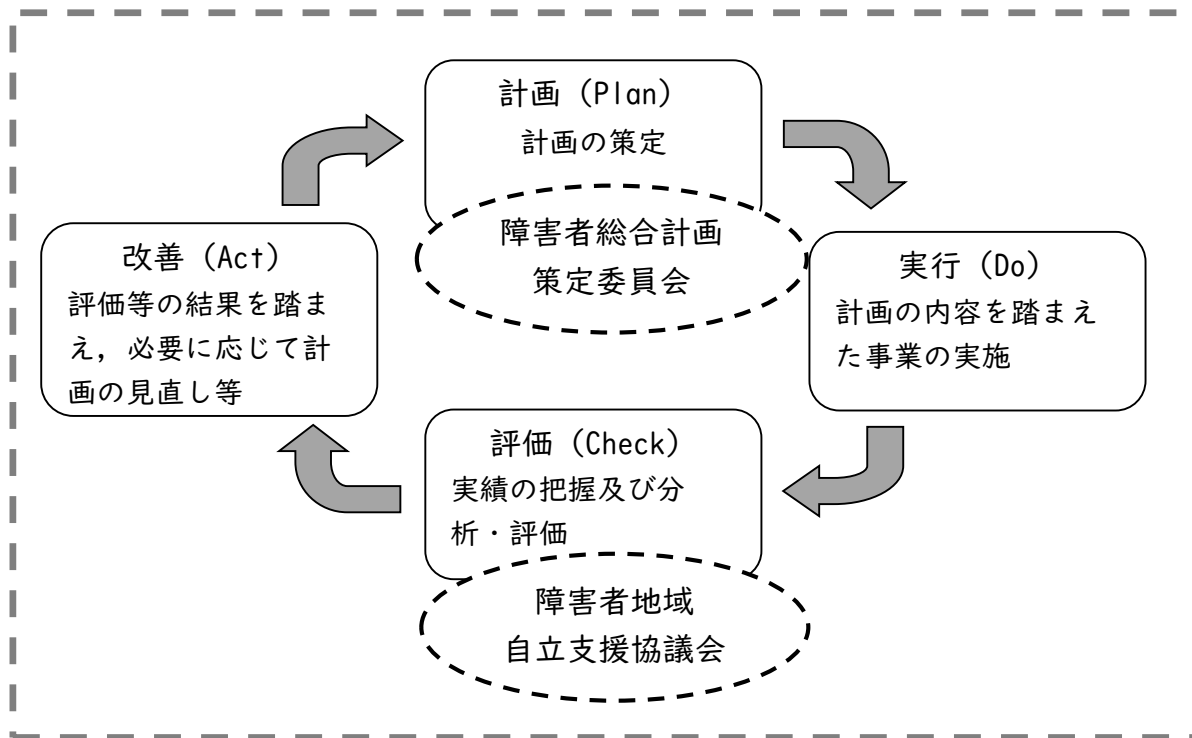 計画（Plan）
計画の策定
障害者総合計画
策定委員会
実行（Do）
計画の内容を踏まえ
た事業の実施
評価（Check）
実績の把握及び分
析・評価
障害者地域
自立支援協議会
改善（Act）
評価等の結果を踏ま
え，必要に応じて計
画の見直し等